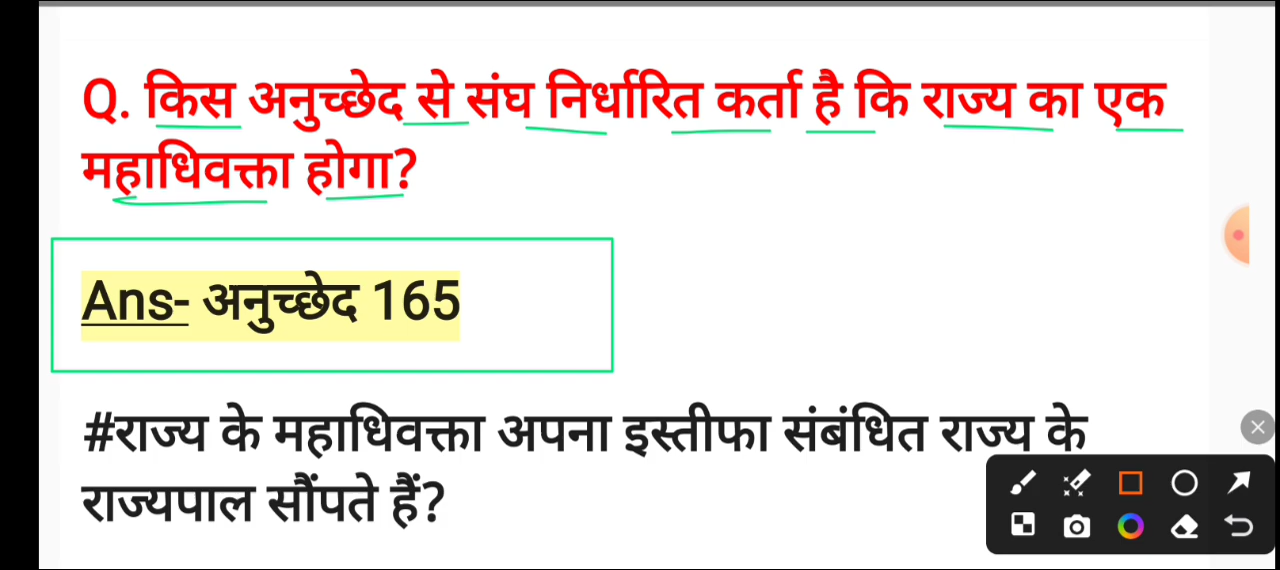 Q. किस अनुच्छेद से संघ निर्धारित कर्ता है कि राज्य का एक
महाधिवक्ता होगा?
Ans- अनुच्छेद 165
#राज्य के महाधिवक्ता अपना इस्तीफा संबंधित राज्य के
राज्यपाल सौंपते हैं?